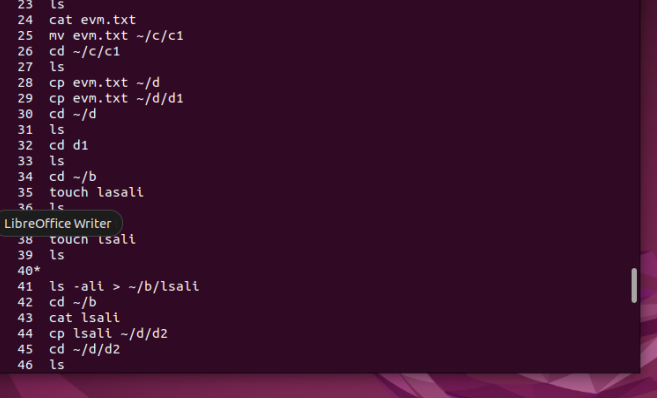 23 ls
24 cat evm.txt
25 mv evm.txt ~/c/c1
26 cd ~/c/c1
27 ls
28 cp evm.txt ~/d
29 cp evm.txt ~/d/d1
30 cd ~/d
31 ls
32 cd d1
33 ls
34 cd ~/b
35 touch lasali
36 ls
LibreOffice Writer
38 touch lsali
39 ls
40*
41 ls -ali > ~/b/lsali
42 cd ~/b
43 cat lsali
44 cp lsali ~/d/d2
45 cd ~/d/d2
46 ls